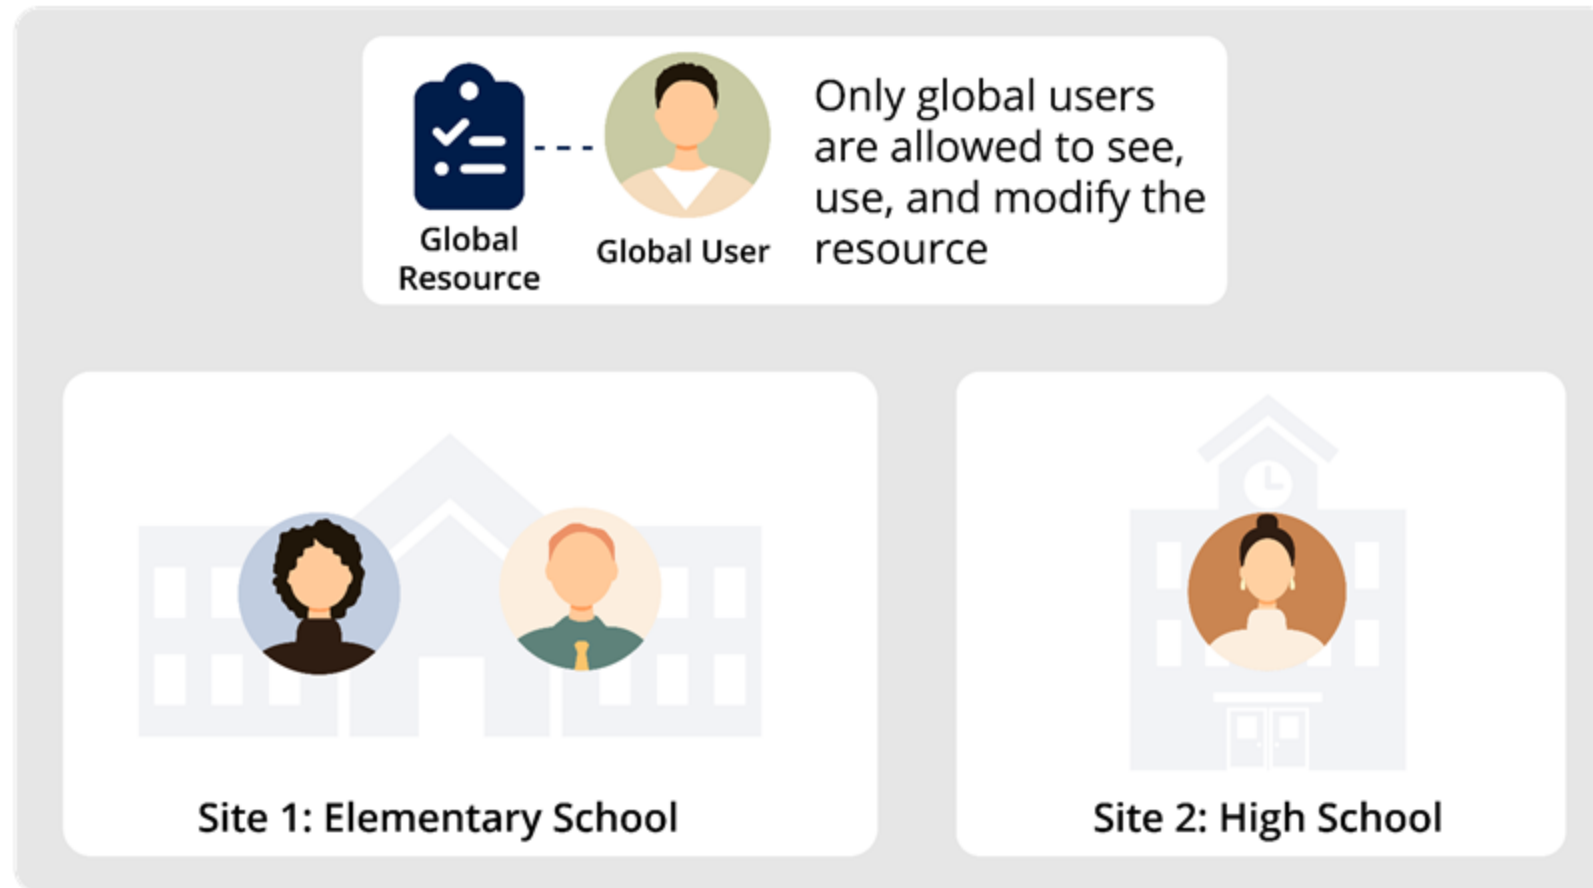 Only global users
are allowed to see,
use, and modify the
resource
Global
Resource
Global User
Site 1: Elementary School
Site 2: High School